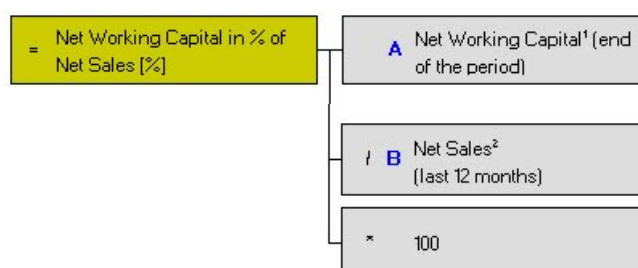 = Net Working Capital in % of
Net Sales [%]
A Net Working Capital¹ (end
of the period)
/ B Net Sales²
(last 12 months)
* 100